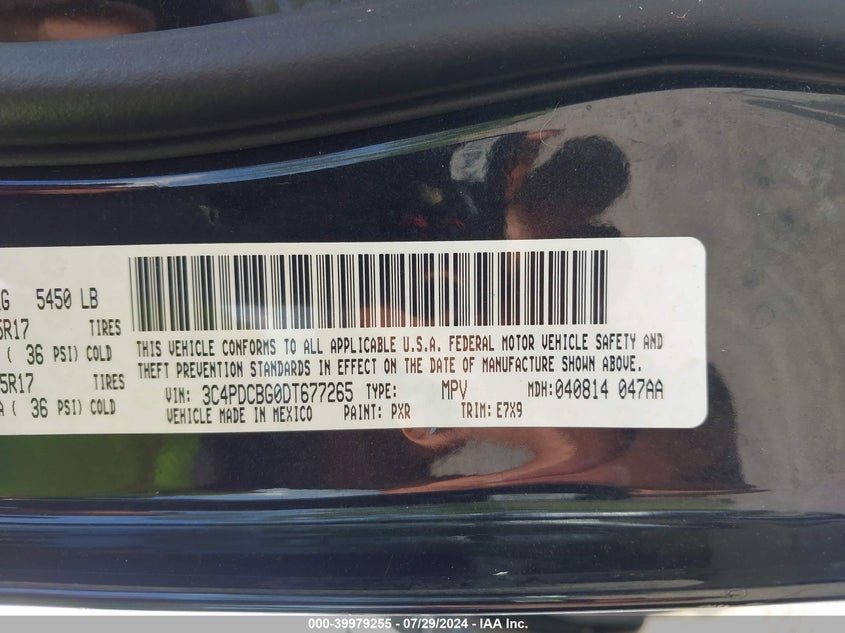 G 5450 LB
5R17 TIRES
( 36 PSI) COLD
5R17 TIRES
A ( 36 PSI) COLD
THIS VEHICLE CONFORMS TO ALL APPLICABLE U.S.A. FEDERAL MOTOR VEHICLE SAFETY AND
THEFT PREVENTION STANDARDS IN EFFECT ON THE DATE OF MANUFACTURE SHOWN ABOVE.
VIN: 3C4PDCBG0DT677265 TYPE: MPV MDH: 040814 047AA
VEHICLE MADE IN MEXICO PAINT: PXR TRIM: E7X9
000-39979255 | 07/29/2024 | IAA Inc.